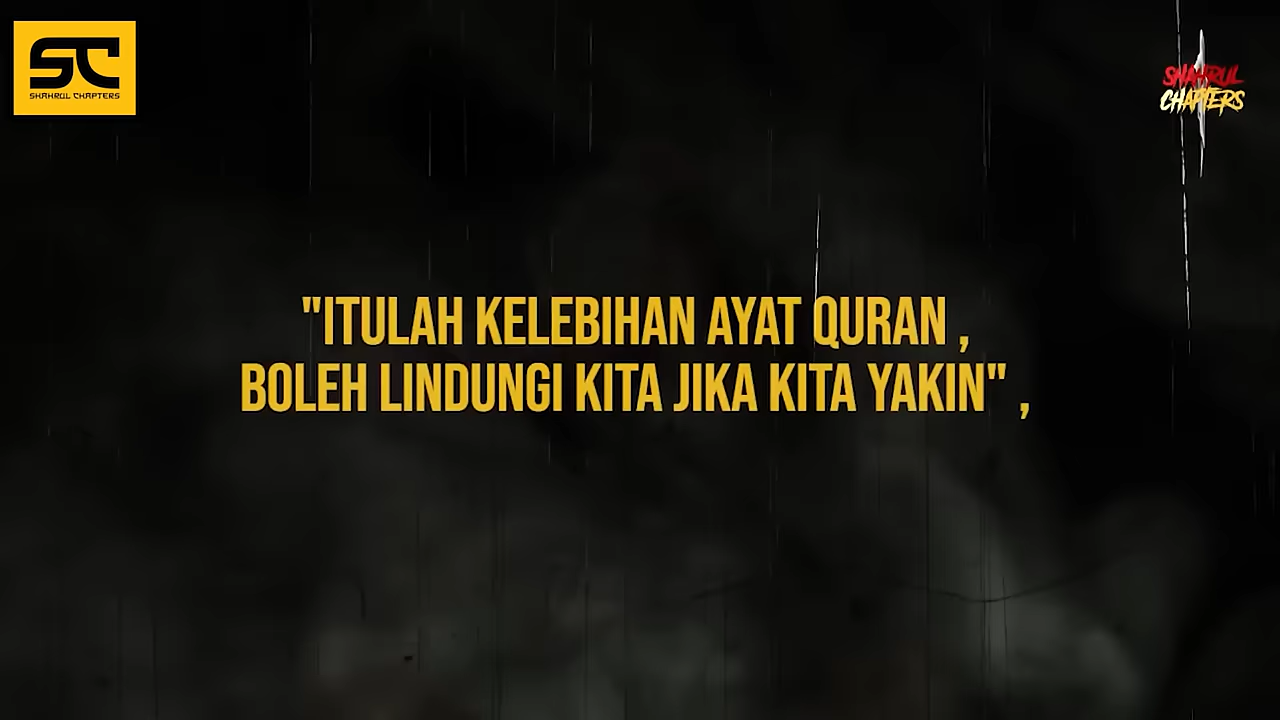 SC
SHAHRUL CHAPTERS
SHAHRUL
CHAPTERS
"ITULAH KELEBIHAN AYAT QURAN ,
BOLEH LINDUNGI KITA JIKA KITA YAKIN" ,